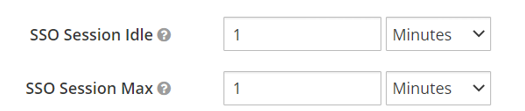 SSO Session Idle ? 1 Minutes
SSO Session Max ? 1 Minutes